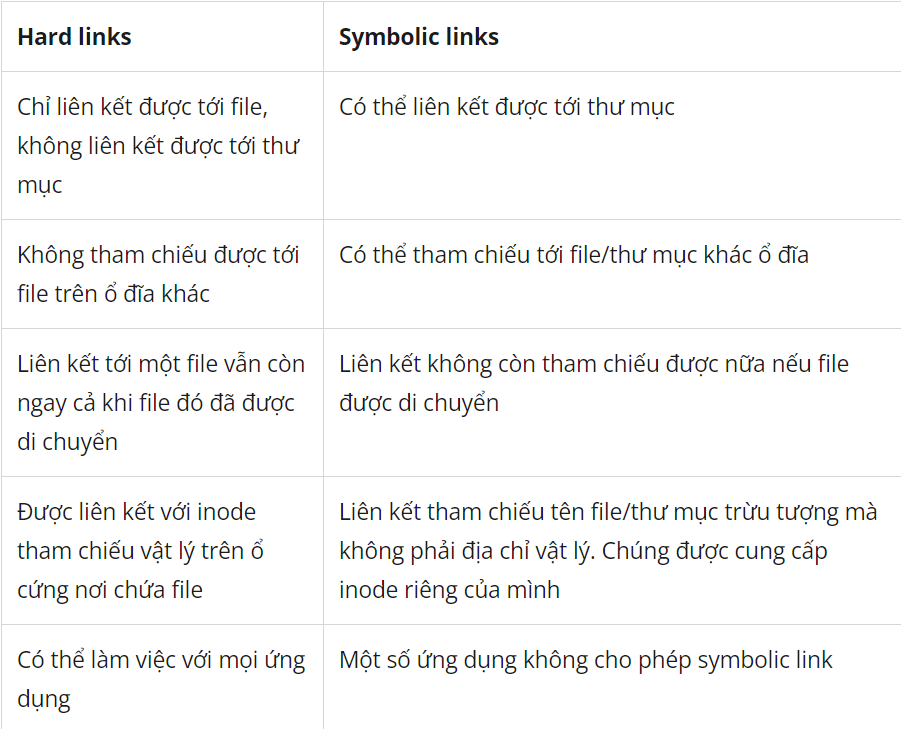 Hard links
Symbolic links
Chỉ liên kết được tới file,
không liên kết được tới thư
mục
Có thể liên kết được tới thư mục
Không tham chiếu được tới
file trên ổ đĩa khác
Có thể tham chiếu tới file/thư mục khác ổ đĩa
Liên kết tới một file vẫn còn
ngay cả khi file đó đã được
di chuyển
Liên kết không còn tham chiếu được nữa nếu file
được di chuyển
Được liên kết với inode
tham chiếu vật lý trên ổ
cứng nơi chứa file
Liên kết tham chiếu tên file/thư mục trừu tượng mà
không phải địa chỉ vật lý. Chúng được cung cấp
inode riêng của mình
Có thể làm việc với mọi ứng
dụng
Một số ứng dụng không cho phép symbolic link